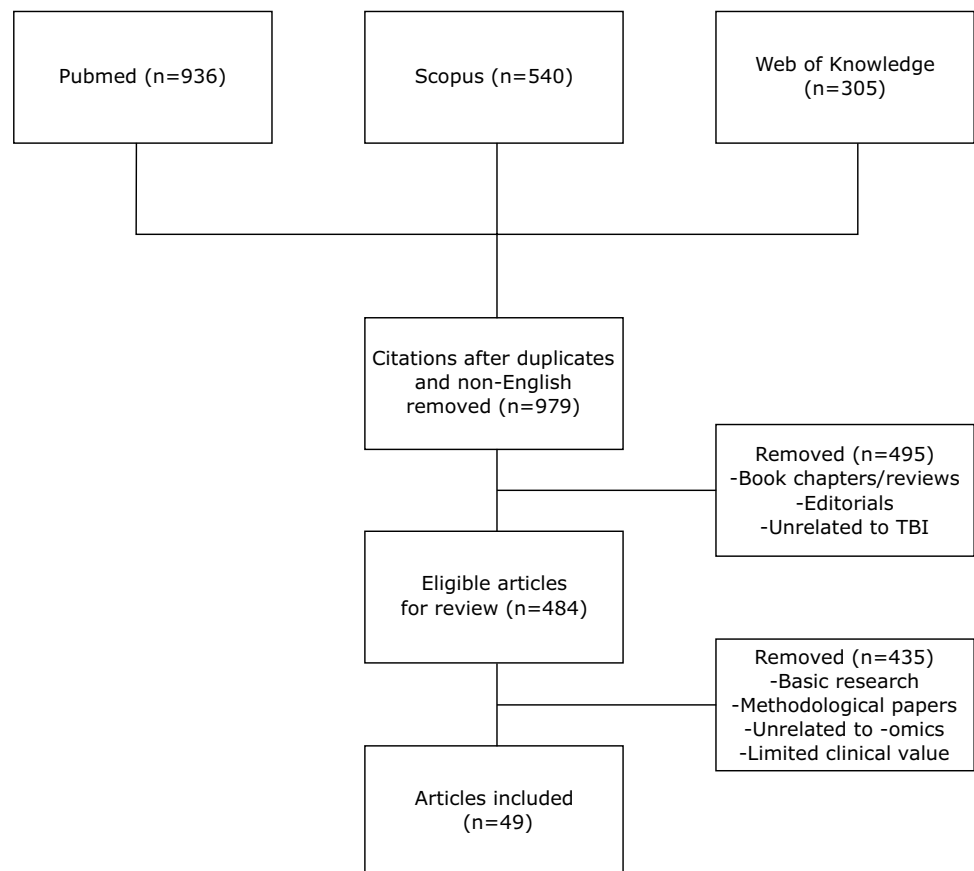 Pubmed (n=936)
Scopus (n=540)
Web of Knowledge
(n=305)
Citations after duplicates
and non-English
removed (n=979)
Removed (n=495)
-Book chapters/reviews
-Editorials
-Unrelated to TBI
Eligible articles
for review (n=484)
Removed (n=435)
-Basic research
-Methodological papers
-Unrelated to -omics
-Limited clinical value
Articles included
(n=49)